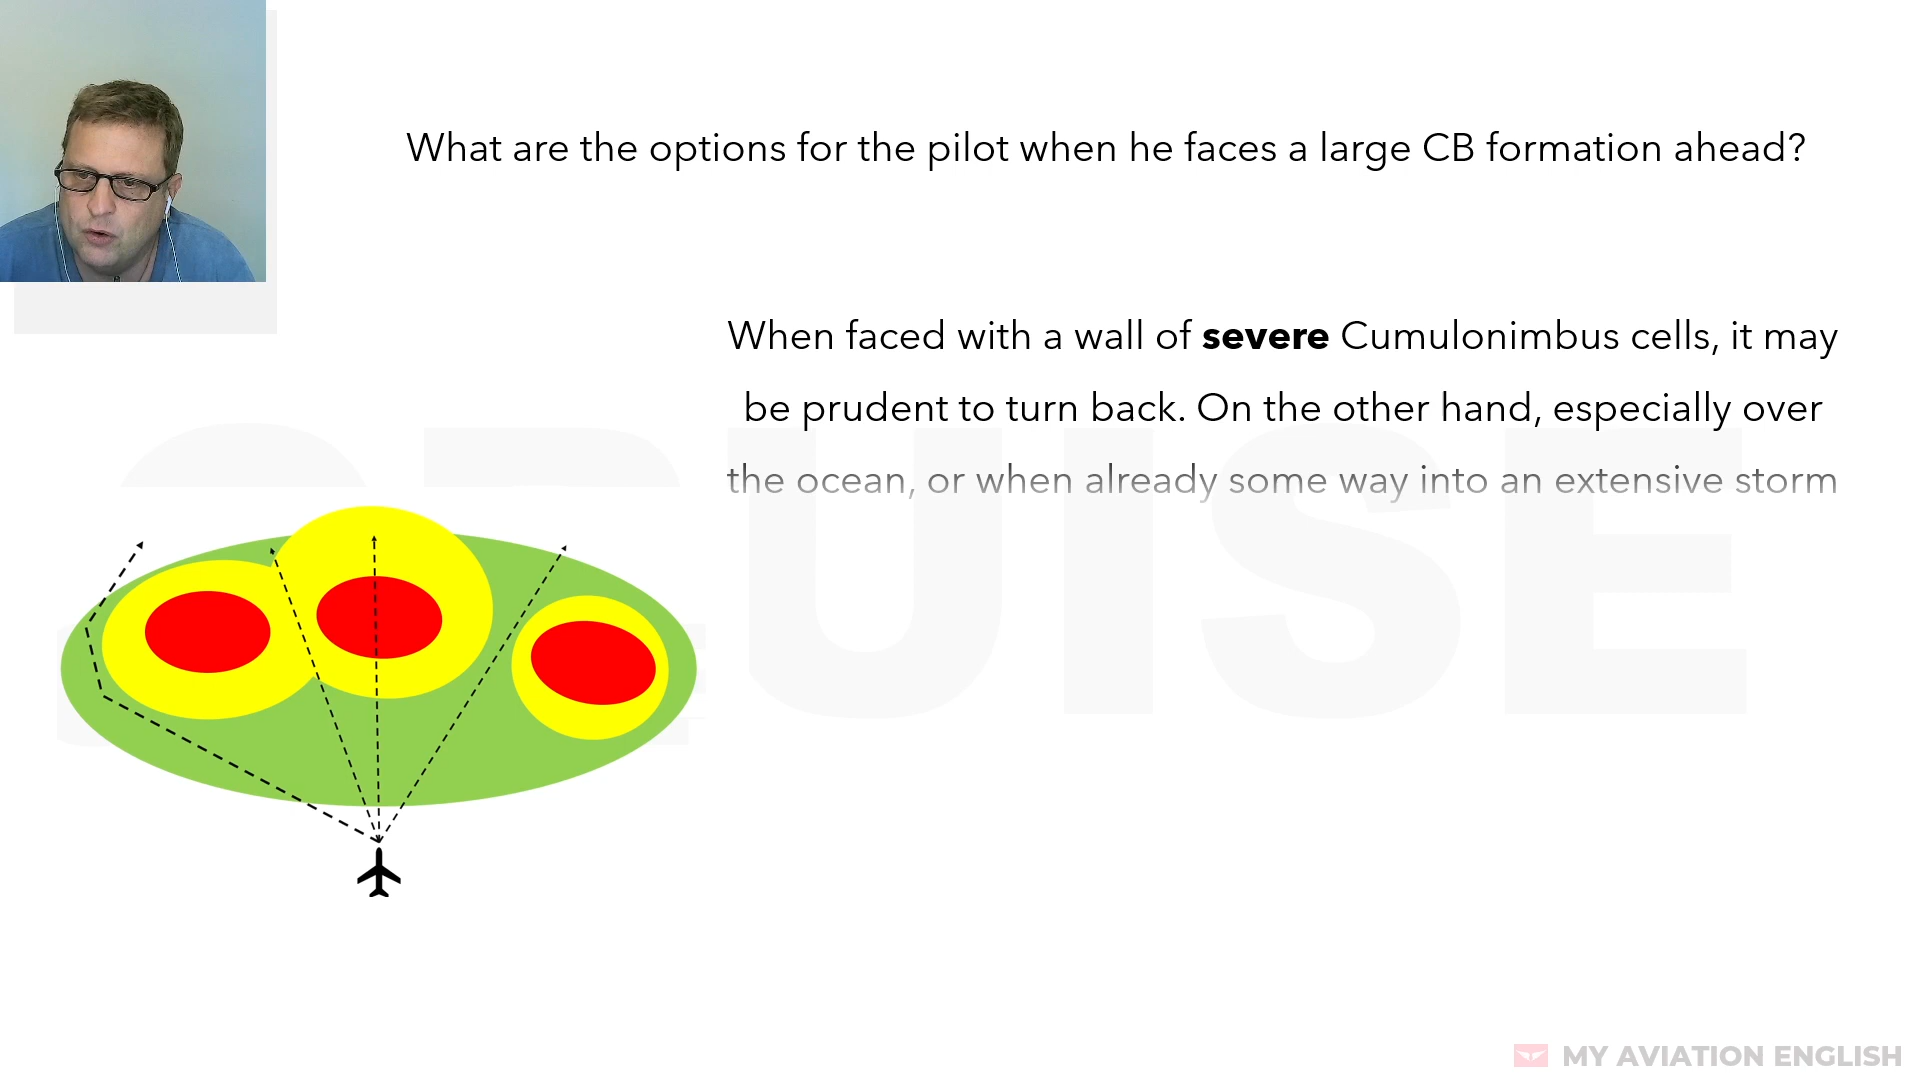 What are the options for the pilot when he faces a large CB formation ahead?
When faced with a wall of severe Cumulonimbus cells, it may
be prudent to turn back. On the other hand, especially over
the ocean, or when already some way into an extensive storm
CRUISE
MY AVIATION ENGLISH